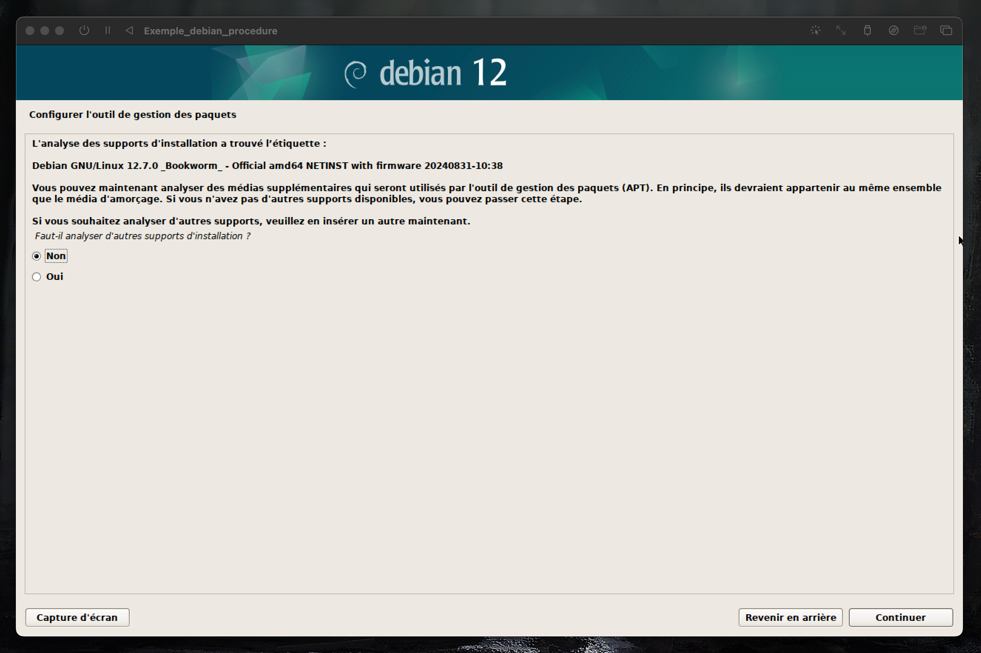 Exemple_debian_procedure
debian 12
Configurer l'outil de gestion des paquets
L'analyse des supports d'installation a trouvé l’étiquette :
Debian GNU/Linux 12.7.0 _Bookworm_ - Official amd64 NETINST with firmware 20240831-10:38
Vous pouvez maintenant analyser des médias supplémentaires qui seront utilisés par l'outil de gestion des paquets (APT). En principe, ils devraient appartenir au même ensemble
que le média d'amorçage. Si vous n'avez pas d'autres supports disponibles, vous pouvez passer cette étape.
Si vous souhaitez analyser d'autres supports, veuillez en insérer un autre maintenant.
Faut-il analyser d'autres supports d'installation ?
Non
Oui
Capture d'écran
Revenir en arrière
Continuer